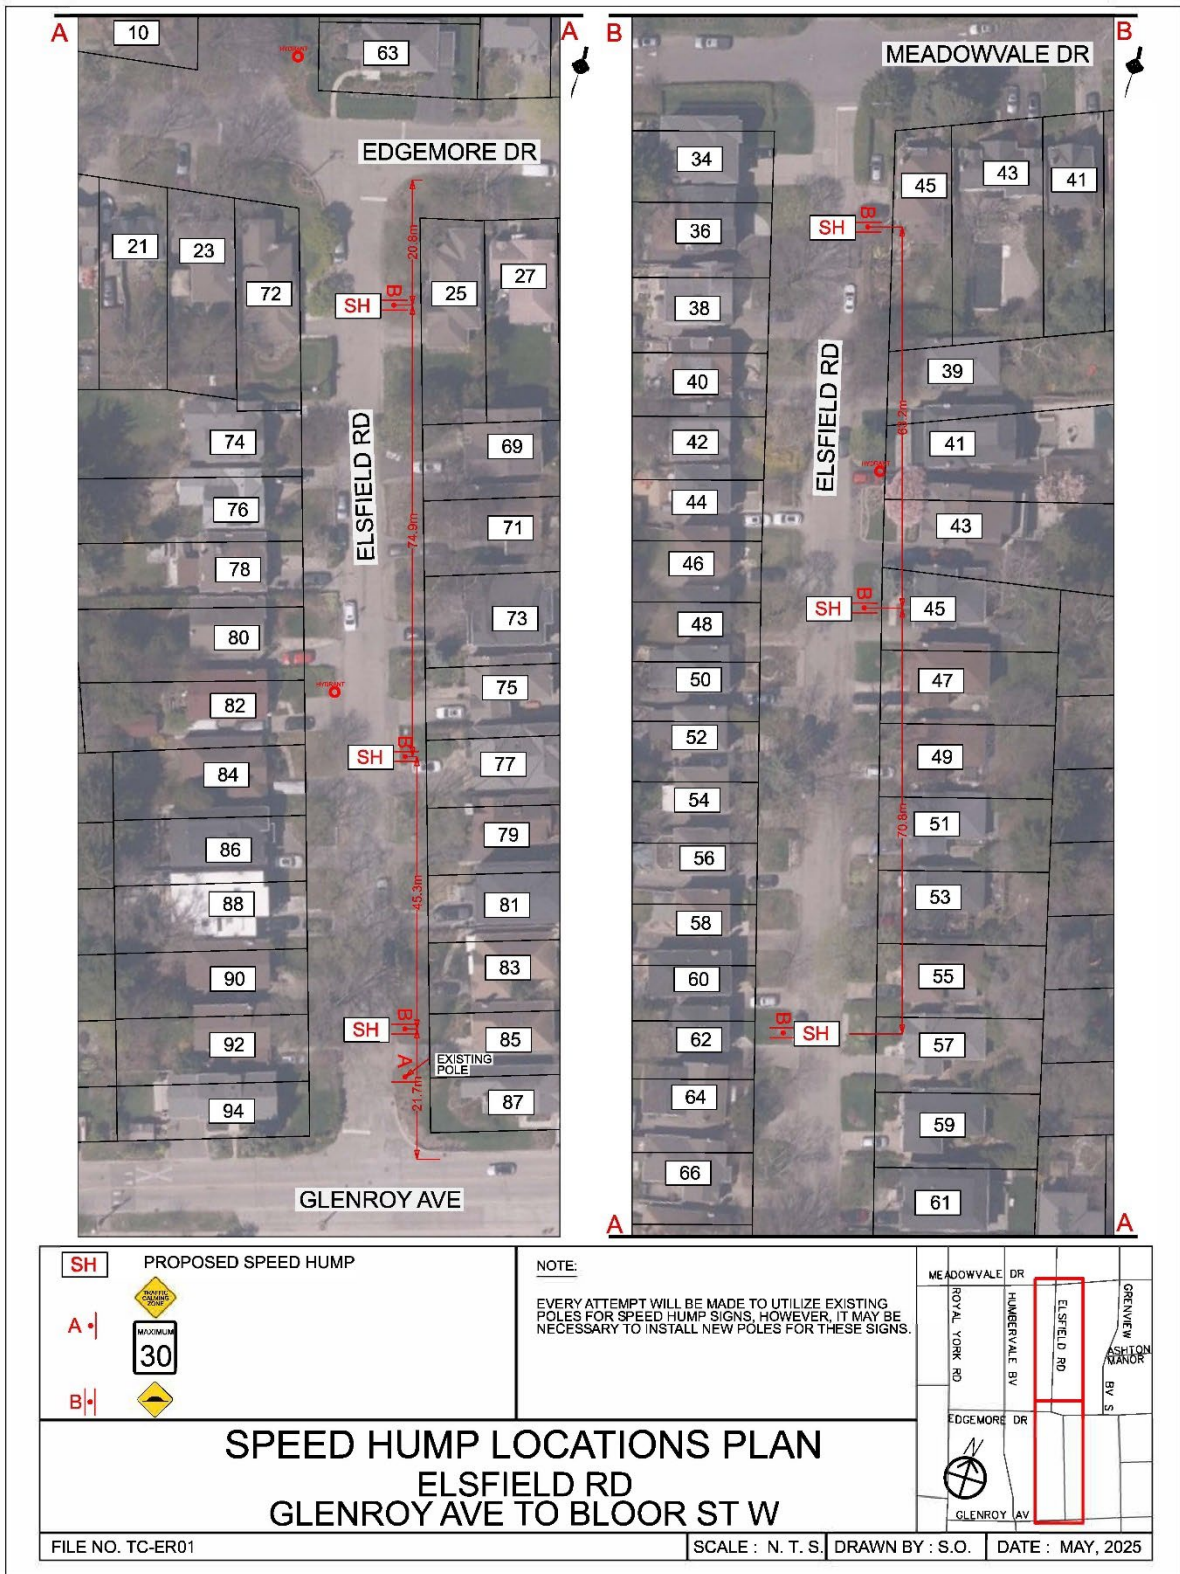 A
A
10
HYDRANT
63
EDGEMORE DR
20.8m
21
23
72
25
27
SH
B
74
ELSFIELD RD
69
76
74.9m
71
78
80
73
82
HYDRANT
75
SH
B
77
84
79
86
88
45.3m
81
90
83
92
SH
B
85
A
EXISTING
POLE
94
21.7m
87
GLENROY AVE
B
B
MEADOWVALE DR
34
45
43
41
36
SH
B
38
40
ELSFIELD RD
39
42
63.2m
41
HYDRANT
44
43
46
SH
B
45
48
50
47
52
49
54
70.8m
51
56
53
58
60
55
62
B
SH
57
64
59
66
61
A
A
SH
PROPOSED SPEED HUMP
TRAFFIC
CALMING
ZONE
A
MAXIMUM
30
B
NOTE:
EVERY ATTEMPT WILL BE MADE TO UTILIZE EXISTING
POLES FOR SPEED HUMP SIGNS, HOWEVER, IT MAY BE
NECESSARY TO INSTALL NEW POLES FOR THESE SIGNS.
MEADOWVALE DR
ROYAL YORK RD
HUMBERVALE BV
ELSFIELD RD
GRENVIEW BV S
ASHTON
MANOR
EDGEMORE DR
N
GLENROY AV
SPEED HUMP LOCATIONS PLAN
ELSFIELD RD
GLENROY AVE TO BLOOR ST W
FILE NO. TC-ER01
SCALE : N. T. S.
DRAWN BY : S.O.
DATE : MAY, 2025